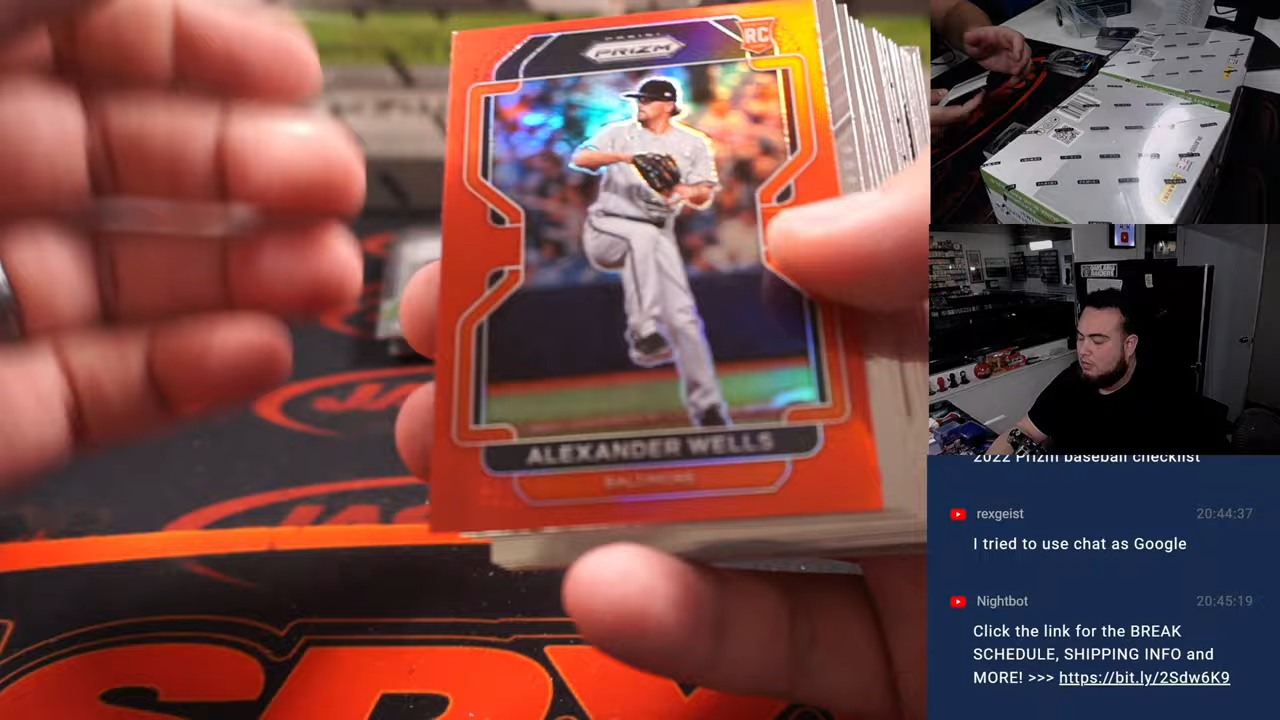 PANINI
PRIZM
RC
ALEXANDER WELLS
BALTIMORE
2022 Prizm baseball checklist
rexgeist
20:44:37
I tried to use chat as Google
Nightbot
20:45:19
Click the link for the BREAK
SCHEDULE, SHIPPING INFO and
MORE! >>> https://bit.ly/2Sdw6K9